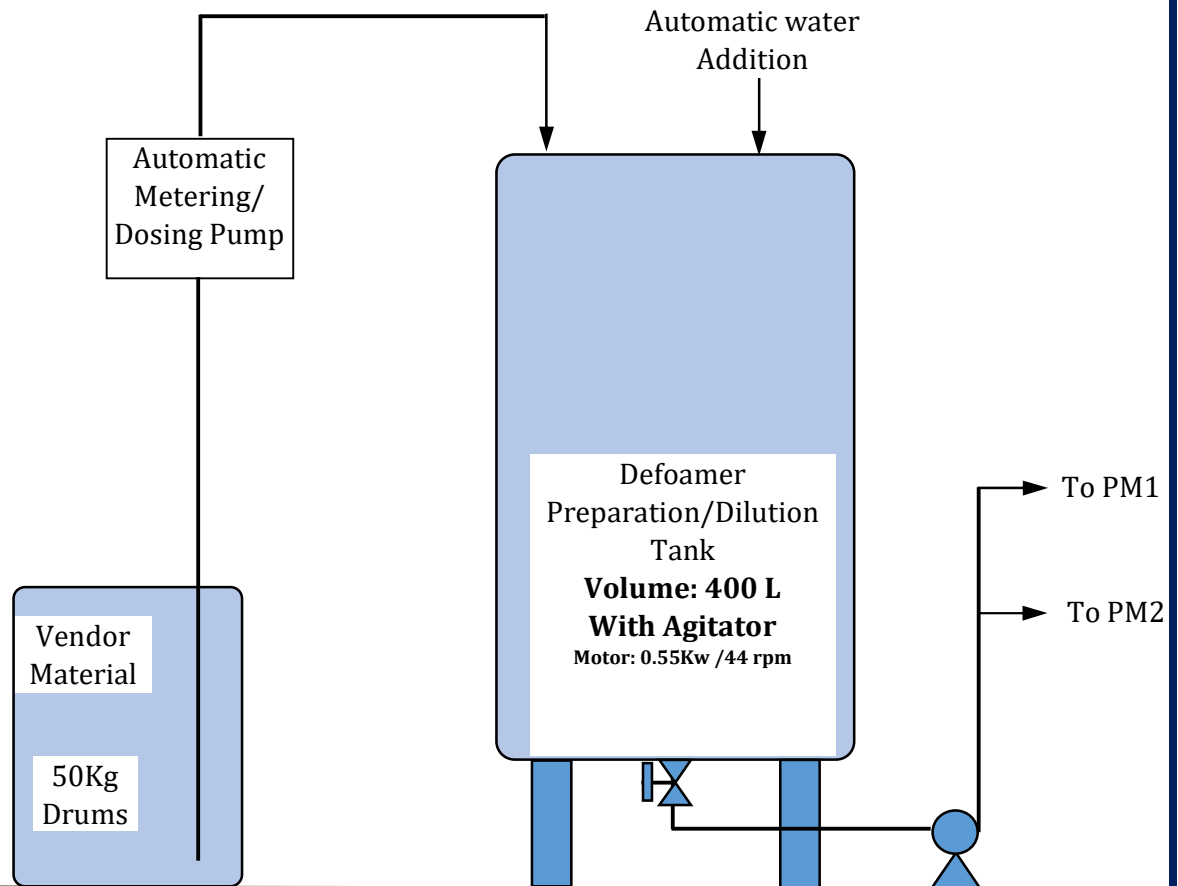 Automatic water
Addition
Automatic
Metering/
Dosing Pump
Defoamer
Preparation/Dilution
Tank
Volume: 400 L
With Agitator
Motor: 0.55Kw /44 rpm
To PM1
To PM2
Vendor
Material
50Kg
Drums